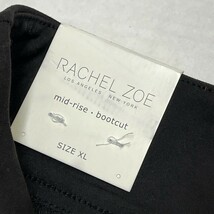 RACHEL ZOE
LOS ANGELES . NEW YORK
mid-rise • bootcut
SIZE XL